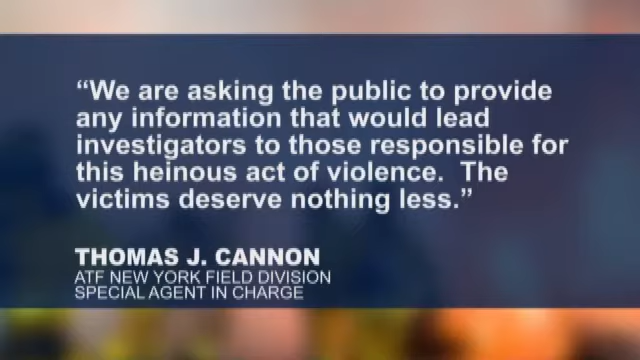 “We are asking the public to provide
any information that would lead
investigators to those responsible for
this heinous act of violence.  The
victims deserve nothing less.”
THOMAS J. CANNON
ATF NEW YORK FIELD DIVISION
SPECIAL AGENT IN CHARGE